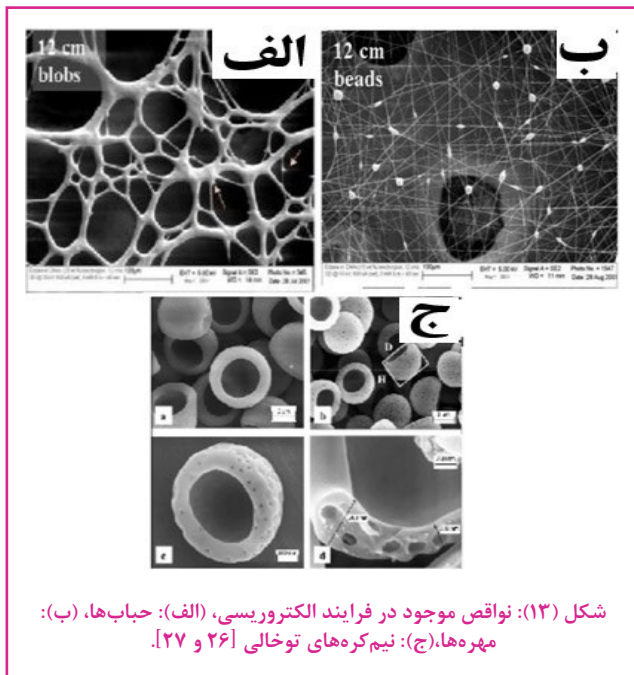 12 cm
blobs
الف
12 cm
beads
ب
ج
D
H
a
b
c
d
شکل (۱۳): نواقص موجود در فرایند الکتروریسی، (الف): حباب‌ها، (ب):
مهره‌ها،(ج): نیم‌کره‌های توخالی [۲۶ و ۲۷].